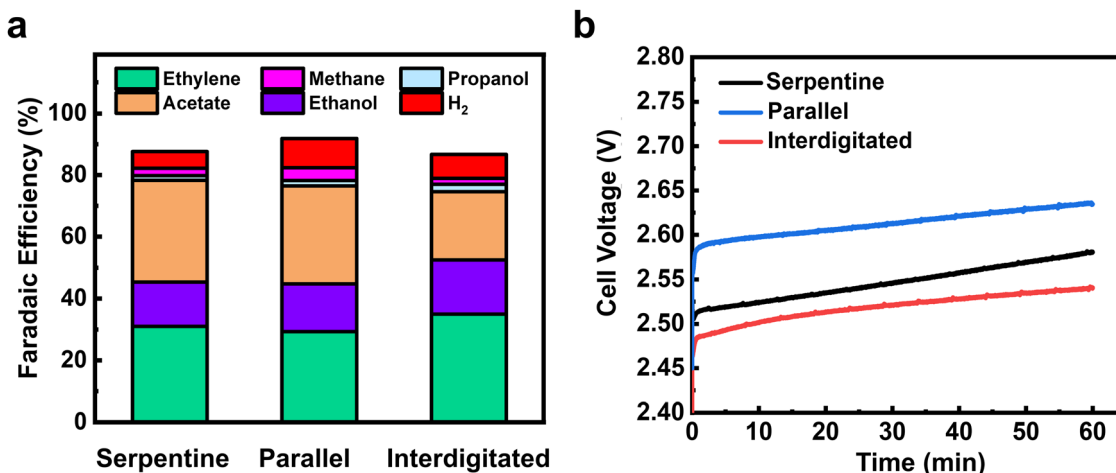 a
Ethylene Methane Propanol
Acetate Ethanol H₂
Faradaic Efficiency (%)
100
80
60
40
20
0
Serpentine Parallel Interdigitated
b
Serpentine
Parallel
Interdigitated
Cell Voltage (V)
2.80
2.75
2.70
2.65
2.60
2.55
2.50
2.45
2.40
0 10 20 30 40 50 60
Time (min)